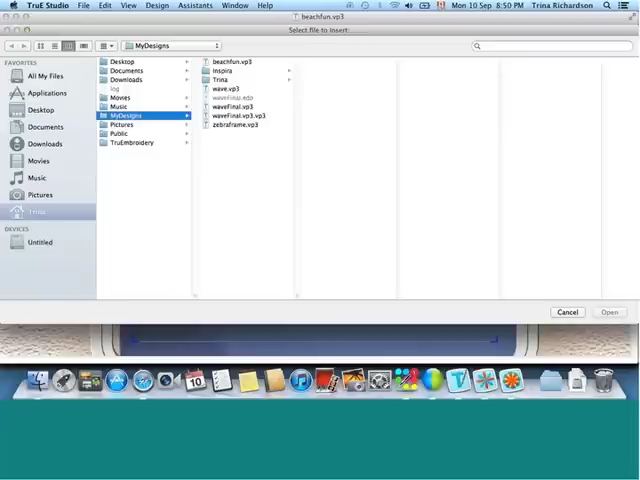 TruE Studio File Edit View Design Assistants Window Help Mon 10 Sep 8:50 PM Trina Richardson
beachfun.vp3
Select file to Insert:
MyDesigns
FAVORITES
All My Files
Applications
Desktop
Documents
Downloads
Movies
Music
Pictures
Trina
DEVICES
Untitled
Desktop
Documents
Downloads
log
Movies
Music
MyDesigns
Pictures
Public
TruEmbroidery
beachfun.vp3
Inspira
Trina
wave.vp3
waveFinal.edo
waveFinal.vp3
waveFinal.vp3.vp3
zebraframe.vp3
Cancel Open
10